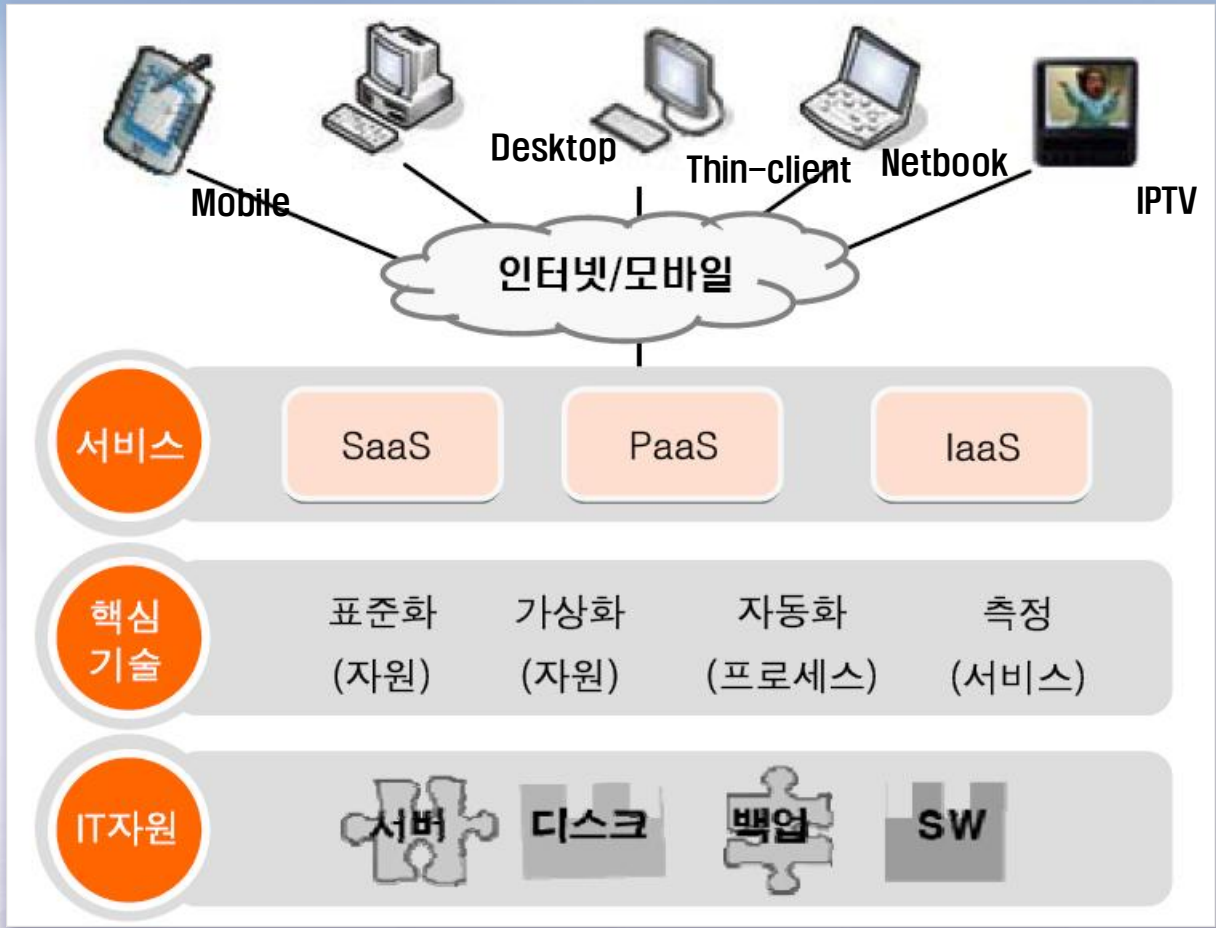 Desktop
Thin-client
Netbook
Mobile
IPTV
인터넷/모바일
서비스
SaaS
PaaS
IaaS
핵심
기술
표준화
(자원)
가상화
(자원)
자동화
(프로세스)
측정
(서비스)
IT자원
서버
디스크
백업
SW